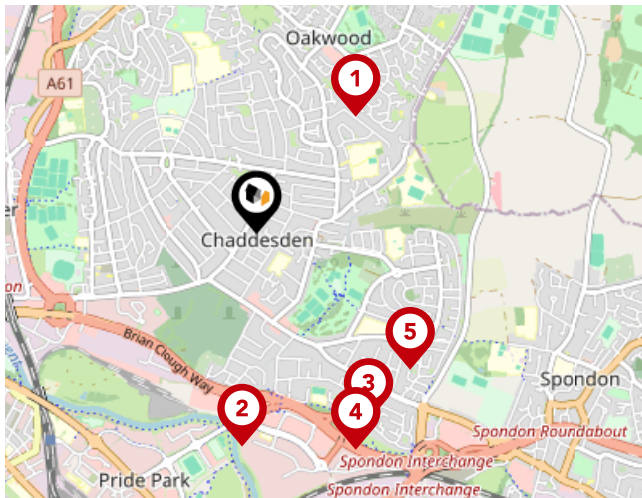 Oakwood
1
A61
Chaddesden
Brian Clough Way
5
3
2
4
Spondon
Spondon Roundabout
Spondon Interchange
Pride Park
Spondon Interchange